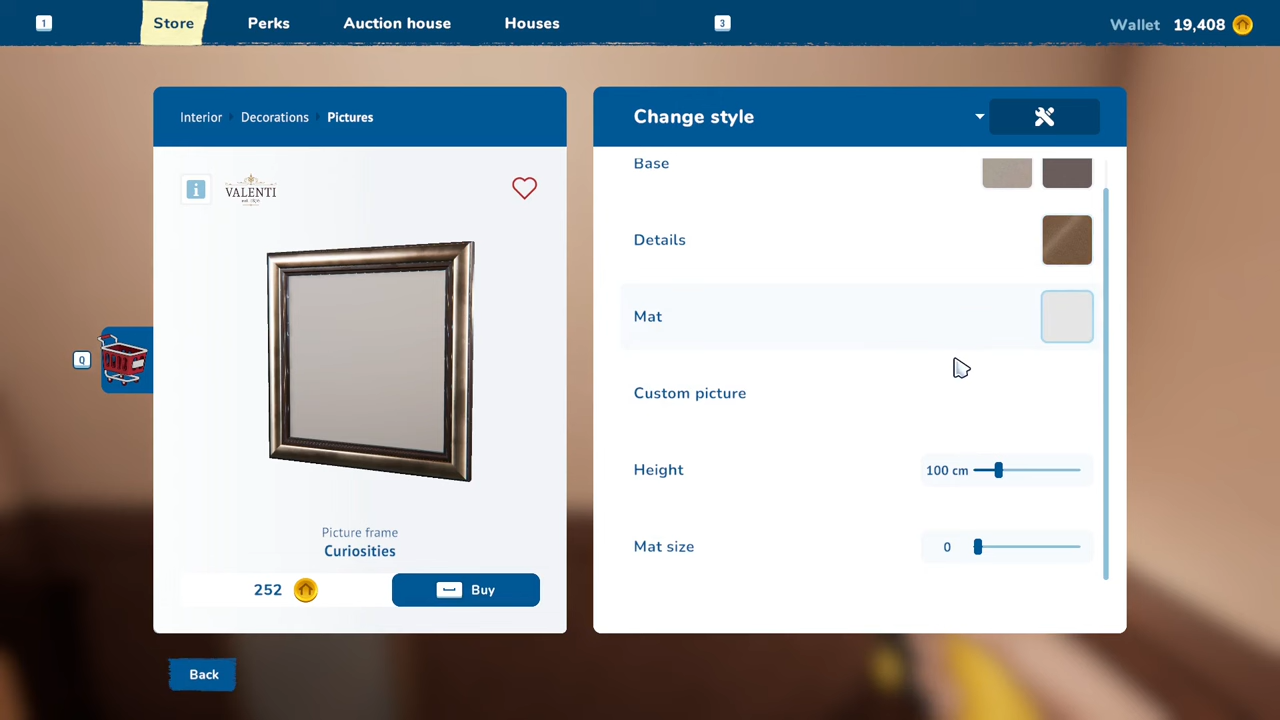 1
Store
Perks
Auction house
Houses
3
Wallet 19,408
Interior
Decorations
Pictures
VALENTI
Picture frame
Curiosities
252
Buy
Q
Back
Change style
Base
Details
Mat
Custom picture
Height
100 cm
Mat size
0